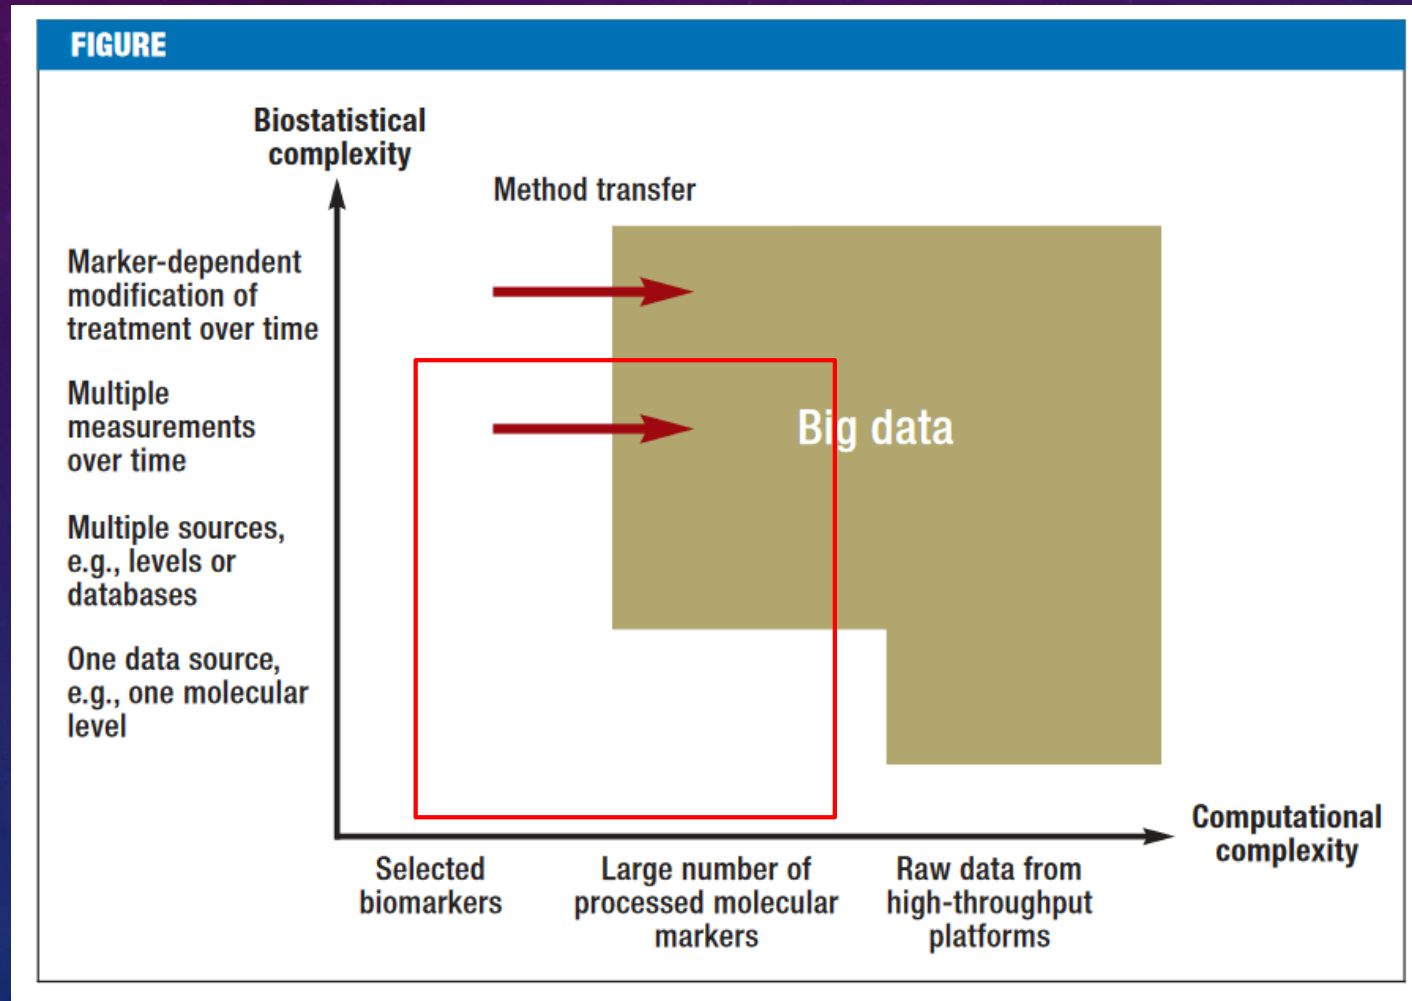 FIGURE
Biostatistical
complexity
Method transfer
Marker-dependent
modification of
treatment over time
Multiple
measurements
over time
Big data
Multiple sources,
e.g., levels or
databases
One data source,
e.g., one molecular
level
Computational
complexity
Selected
biomarkers
Large number of
processed molecular
markers
Raw data from
high-throughput
platforms